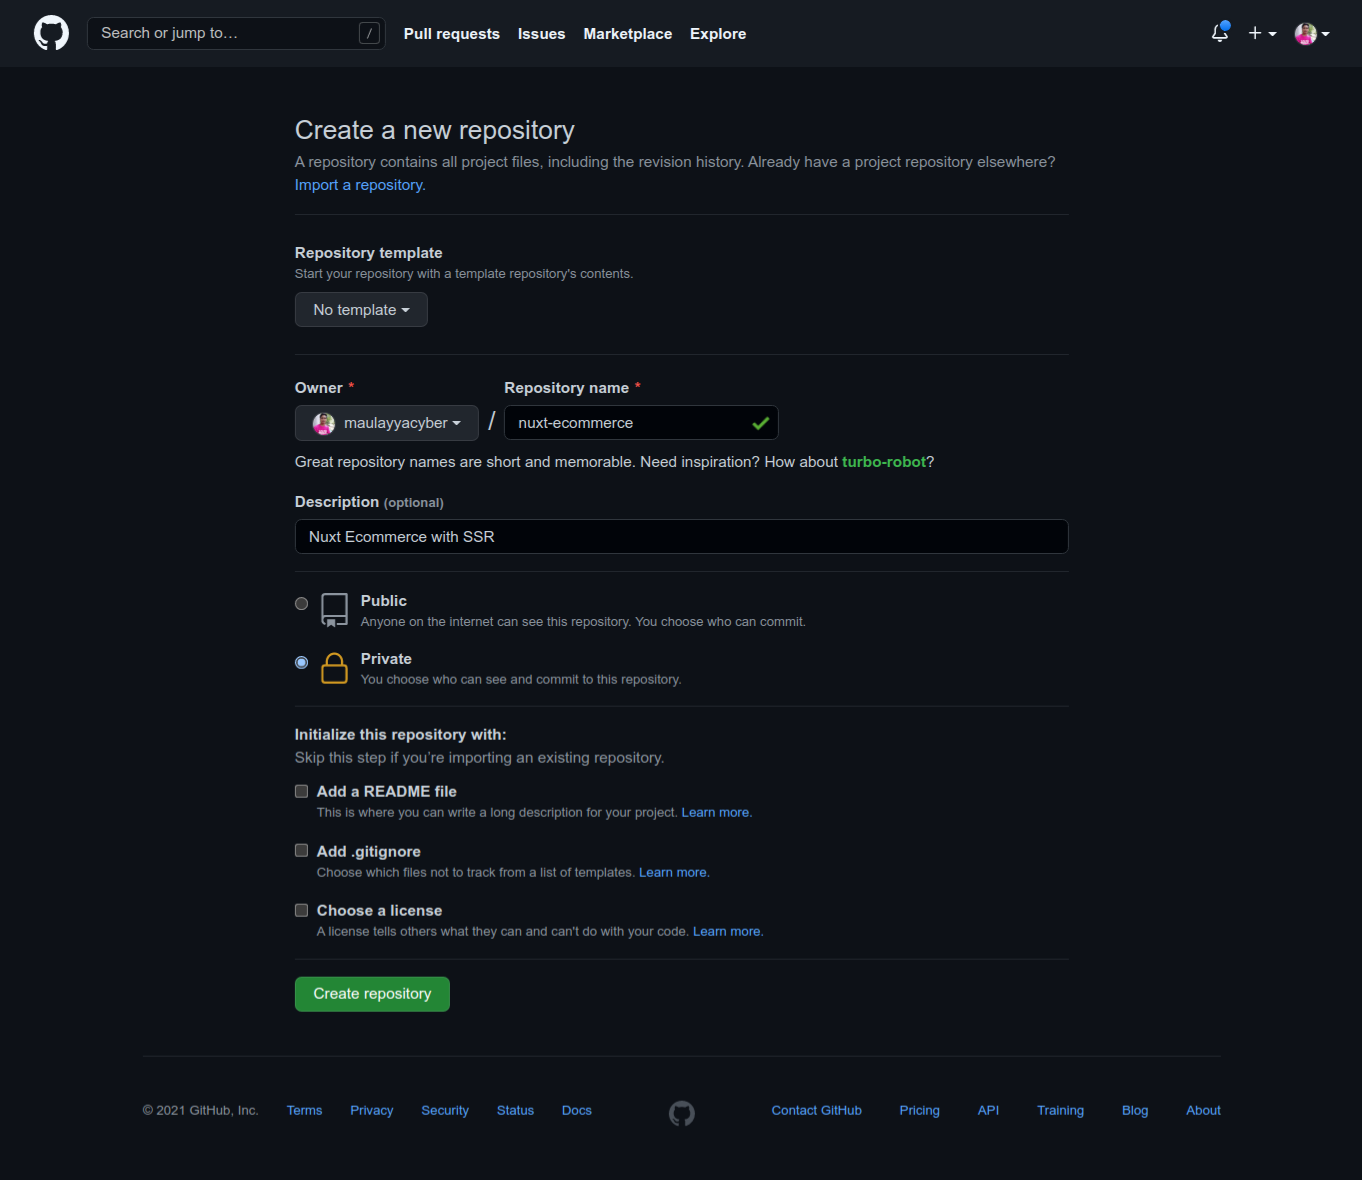 Search or jump to… /
Pull requests Issues Marketplace Explore
Create a new repository
A repository contains all project files, including the revision history. Already have a project repository elsewhere?
Import a repository.
Repository template
Start your repository with a template repository's contents.
No template
Owner * Repository name *
maulayyacyber / nuxt-ecommerce
Great repository names are short and memorable. Need inspiration? How about turbo-robot?
Description (optional)
Nuxt Ecommerce with SSR
Public
Anyone on the internet can see this repository. You choose who can commit.
Private
You choose who can see and commit to this repository.
Initialize this repository with:
Skip this step if you’re importing an existing repository.
Add a README file
This is where you can write a long description for your project. Learn more.
Add .gitignore
Choose which files not to track from a list of templates. Learn more.
Choose a license
A license tells others what they can and can't do with your code. Learn more.
Create repository
© 2021 GitHub, Inc. Terms Privacy Security Status Docs Contact GitHub Pricing API Training Blog About